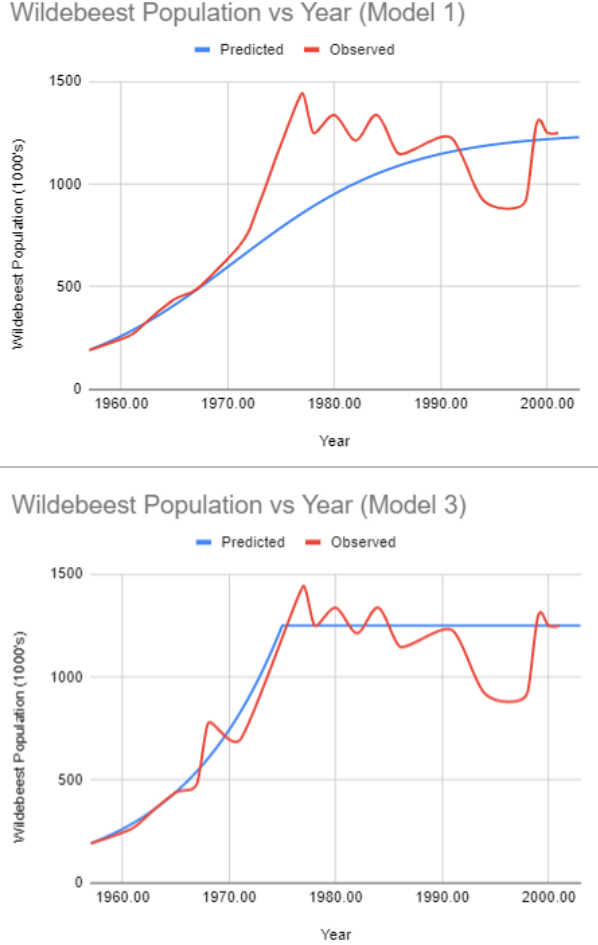 Wildebeest Population vs Year (Model 1)
Predicted Observed
Wildebeest Population (1000's)
1500
1000
500
0
1960.00 1970.00 1980.00 1990.00 2000.00
Year
Wildebeest Population vs Year (Model 3)
Predicted Observed
Wildebeest Population (1000's)
1500
1000
500
0
1960.00 1970.00 1980.00 1990.00 2000.00
Year